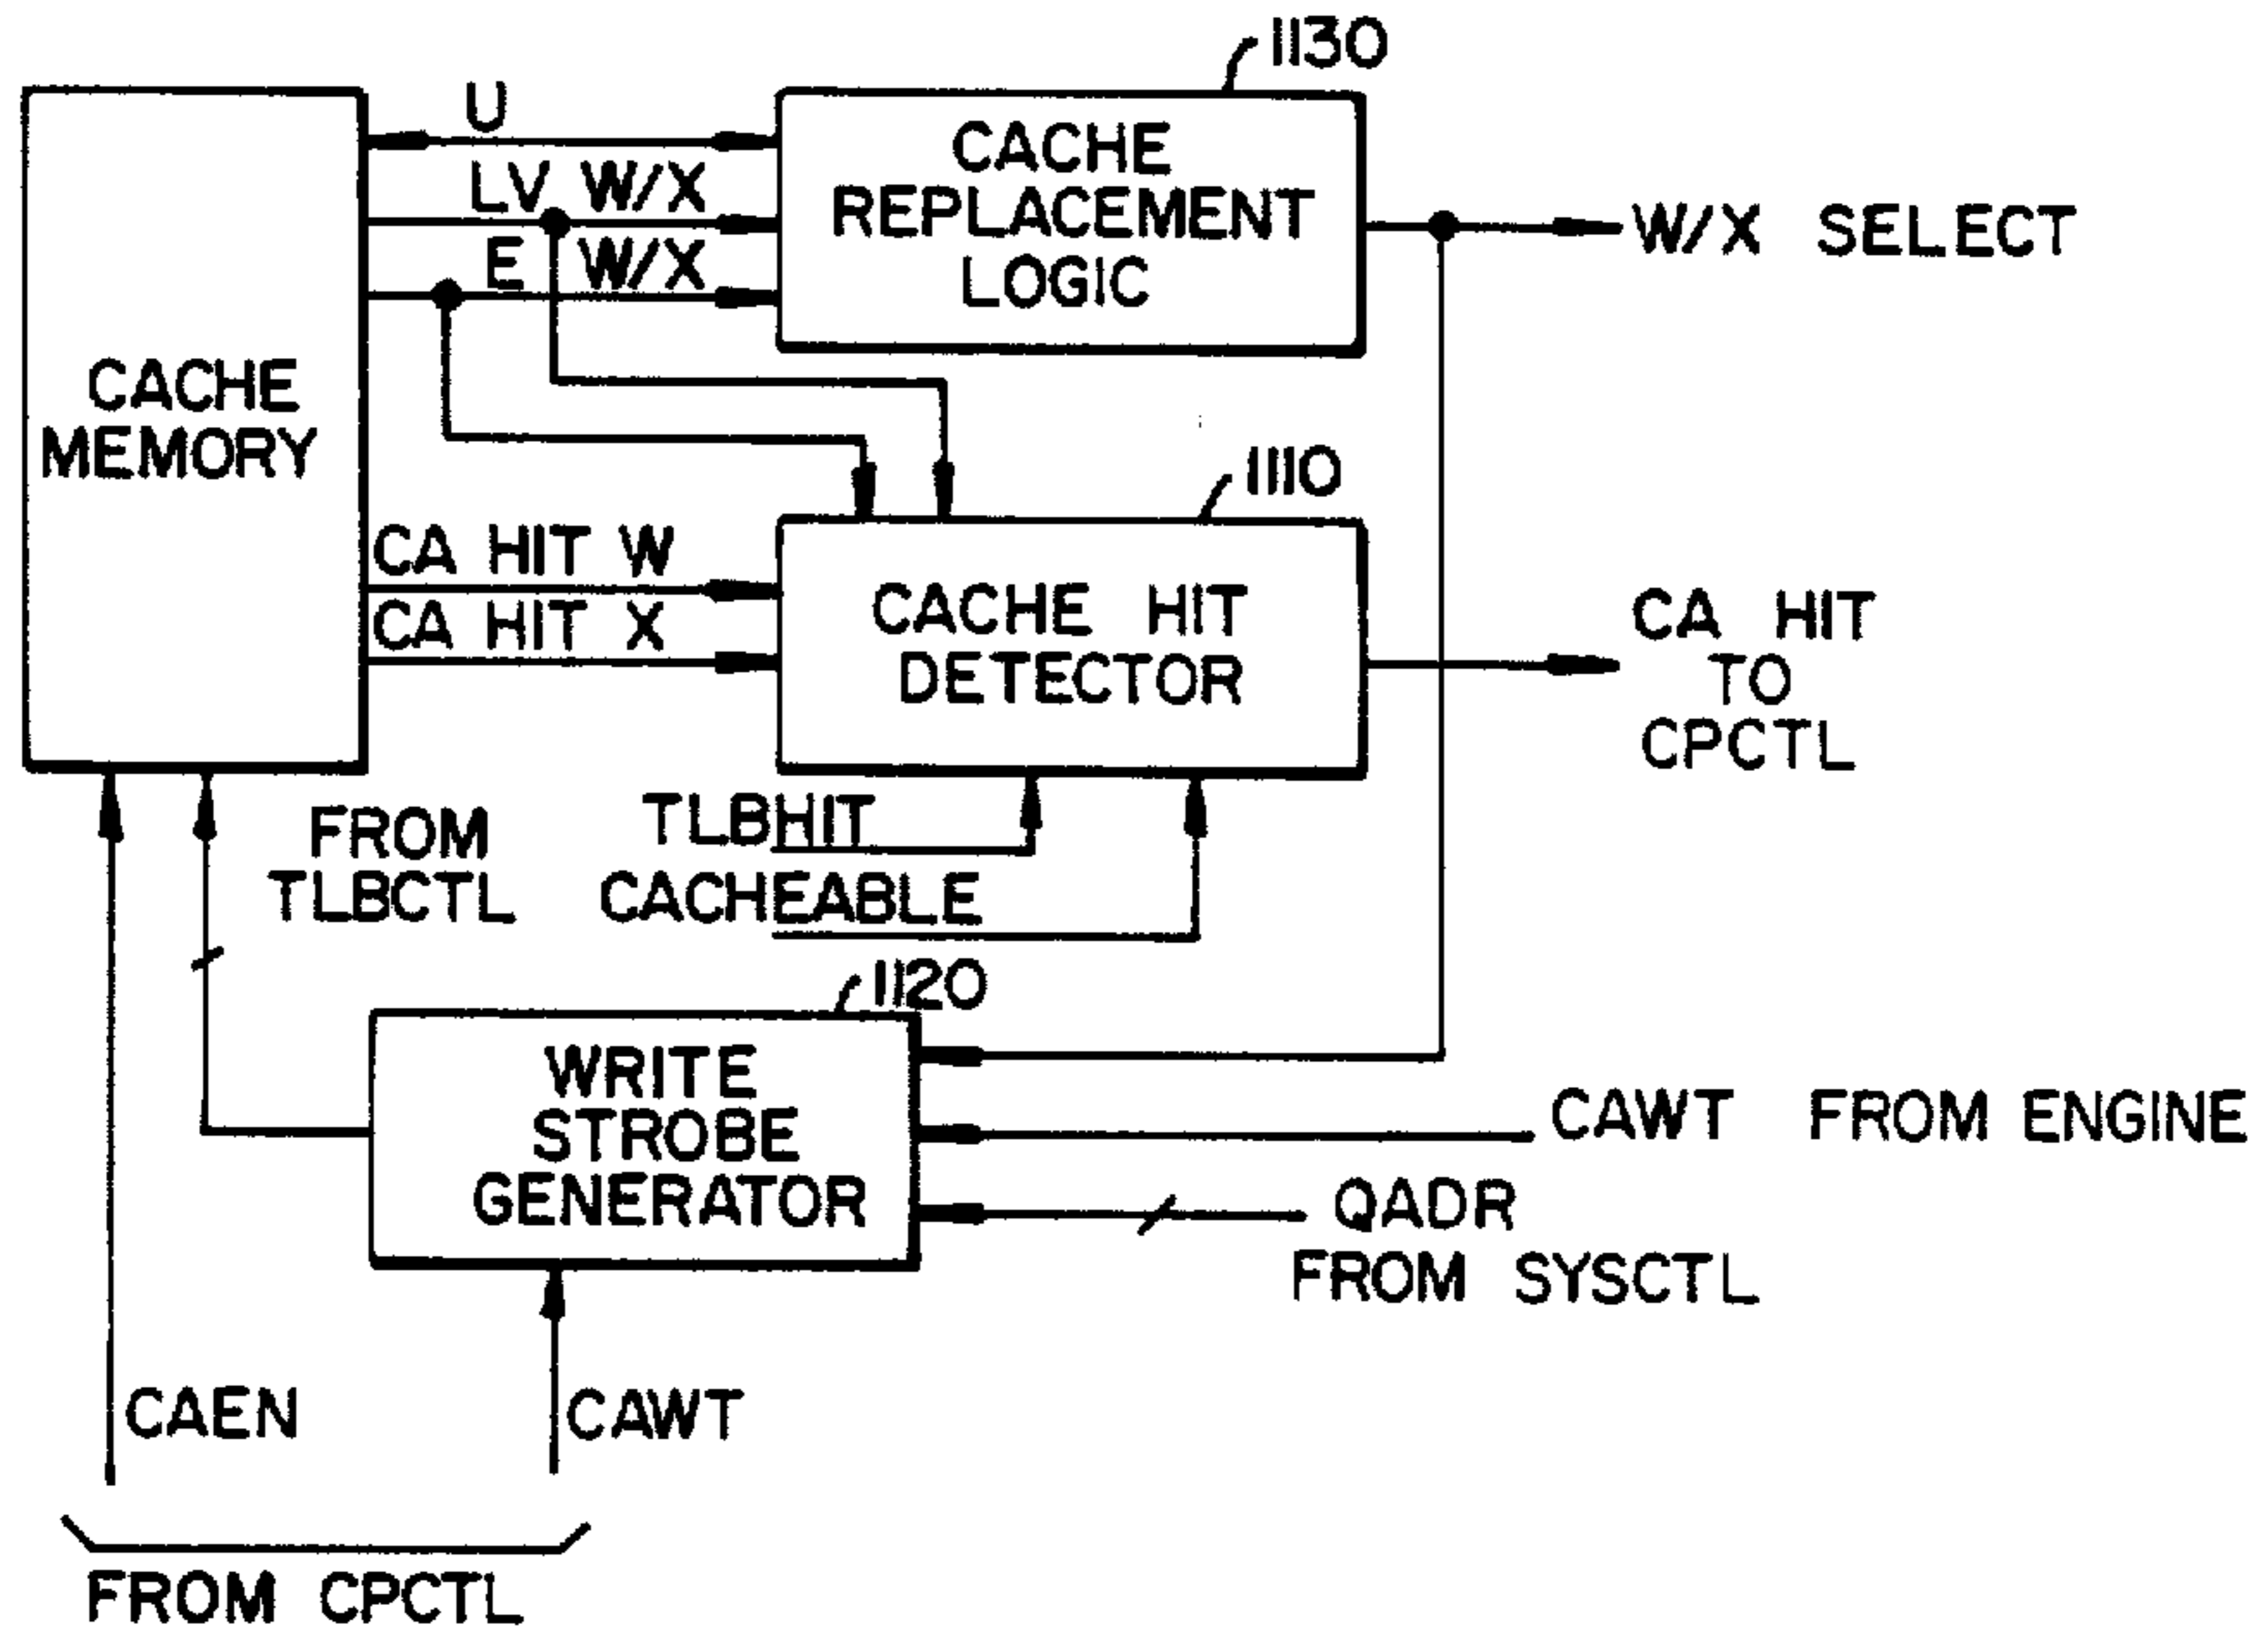 1130
U
CACHE
REPLACEMENT
LOGIC
LV W/X
E W/X
W/X SELECT
CACHE
MEMORY
1110
CA HIT W
CA HIT X
CACHE HIT
DETECTOR
CA HIT
TO
CPCTL
FROM
TLBCTL
TLBHIT
CACHEABLE
1120
WRITE
STROBE
GENERATOR
CAWT FROM ENGINE
QADR
FROM SYSCTL
CAEN
CAWT
FROM CPCTL